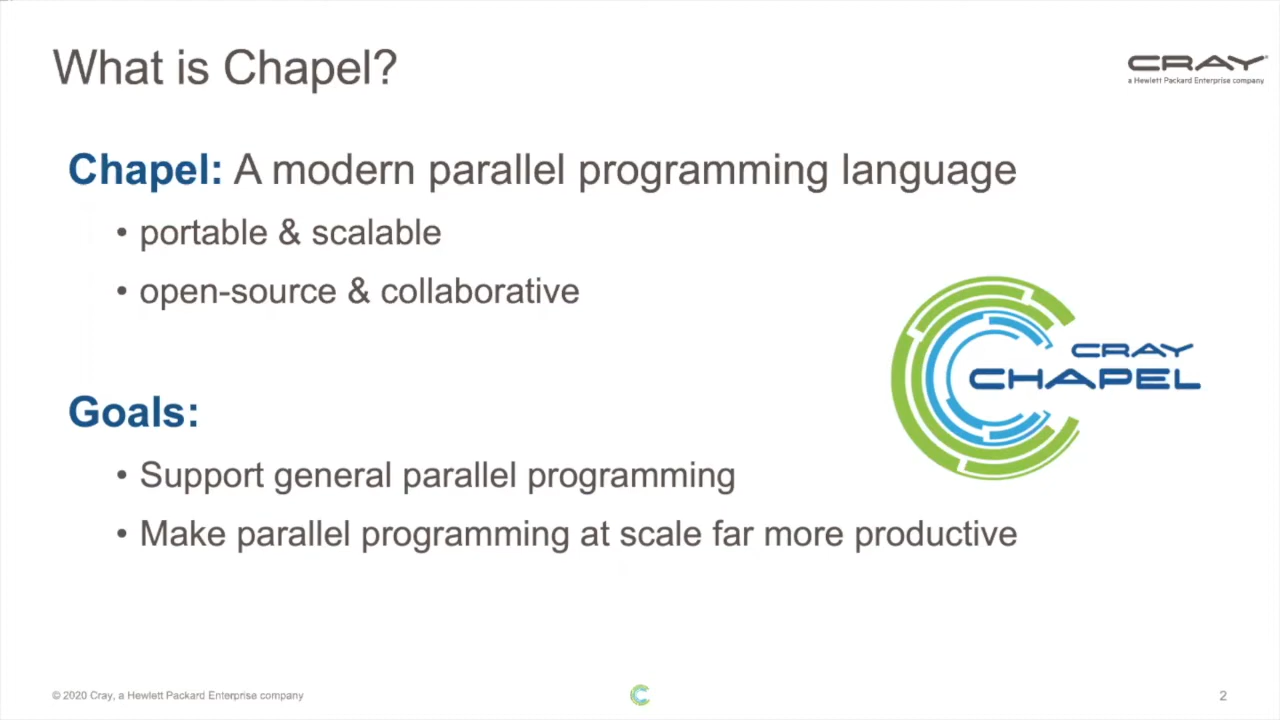 What is Chapel?
CRAY
a Hewlett Packard Enterprise company
Chapel: A modern parallel programming language
• portable & scalable
• open-source & collaborative
CRAY
CHAPEL
Goals:
• Support general parallel programming
• Make parallel programming at scale far more productive
© 2020 Cray, a Hewlett Packard Enterprise company
2